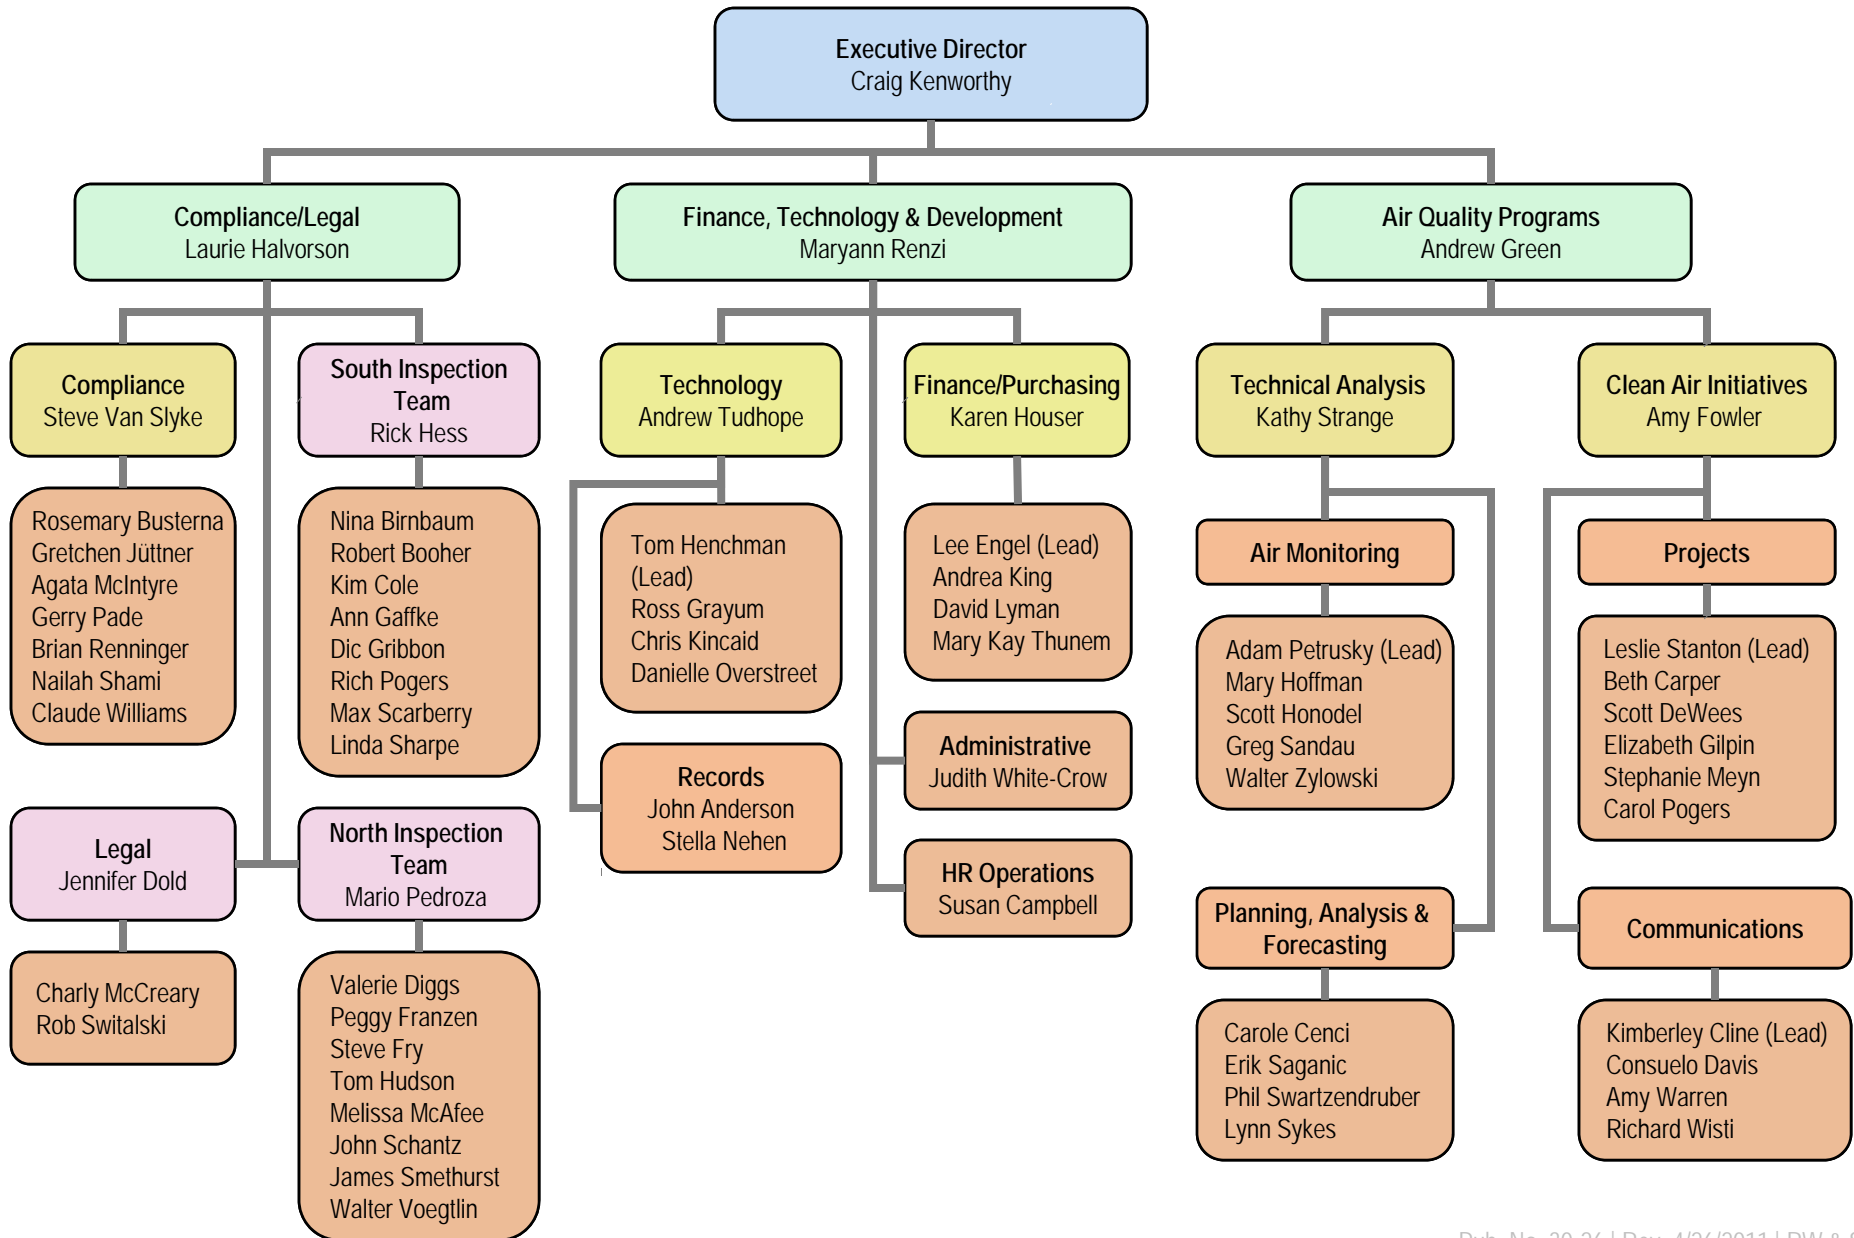 Executive Director
Craig Kenworthy
Compliance/Legal
Laurie Halvorson
Finance, Technology & Development
Maryann Renzi
Air Quality Programs
Andrew Green
Compliance
Steve Van Slyke
South Inspection
Team
Rick Hess
Technology
Andrew Tudhope
Finance/Purchasing
Karen Houser
Technical Analysis
Kathy Strange
Clean Air Initiatives
Amy Fowler
Rosemary Busterna
Gretchen Jüttner
Agata McIntyre
Gerry Pade
Brian Renninger
Nailah Shami
Claude Williams
Nina Birnbaum
Robert Booher
Kim Cole
Ann Gaffke
Dic Gribbon
Rich Pogers
Max Scarberry
Linda Sharpe
Tom Henchman
(Lead)
Ross Grayum
Chris Kincaid
Danielle Overstreet
Lee Engel (Lead)
Andrea King
David Lyman
Mary Kay Thunem
Air Monitoring
Projects
Adam Petrusky (Lead)
Mary Hoffman
Scott Honodel
Greg Sandau
Walter Zylowski
Leslie Stanton (Lead)
Beth Carper
Scott DeWees
Elizabeth Gilpin
Stephanie Meyn
Carol Pogers
Records
John Anderson
Stella Nehen
Administrative
Judith White-Crow
HR Operations
Susan Campbell
Legal
Jennifer Dold
North Inspection
Team
Mario Pedroza
Planning, Analysis &
Forecasting
Communications
Charly McCreary
Rob Switalski
Valerie Diggs
Peggy Franzen
Steve Fry
Tom Hudson
Melissa McAfee
John Schantz
James Smethurst
Walter Voegtlin
Carole Cenci
Erik Saganic
Phil Swartzendruber
Lynn Sykes
Kimberley Cline (Lead)
Consuelo Davis
Amy Warren
Richard Wisti